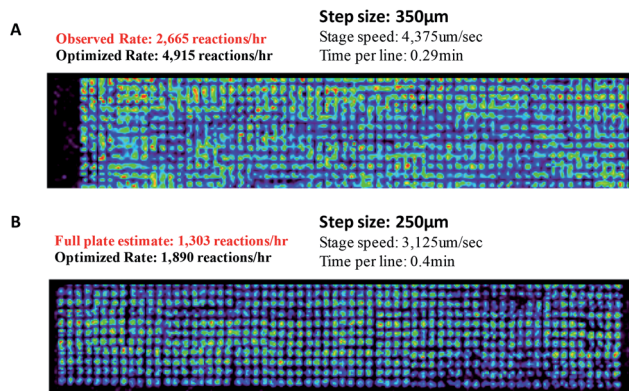 A
Observed Rate: 2,665 reactions/hr
Optimized Rate: 4,915 reactions/hr
Step size: 350µm
Stage speed: 4,375um/sec
Time per line: 0.29min
B
Full plate estimate: 1,303 reactions/hr
Optimized Rate: 1,890 reactions/hr
Step size: 250µm
Stage speed: 3,125um/sec
Time per line: 0.4min